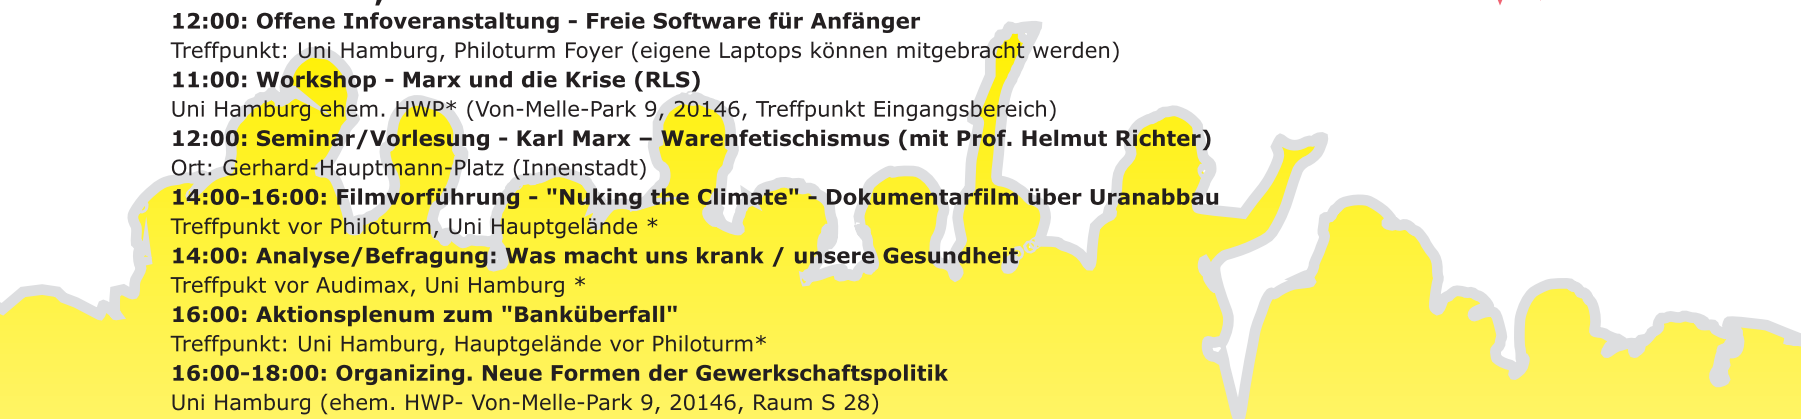 12:00: Offene Infoveranstaltung - Freie Software für Anfänger
Treffpunkt: Uni Hamburg, Philoturm Foyer (eigene Laptops können mitgebracht werden)
11:00: Workshop - Marx und die Krise (RLS)
Uni Hamburg ehem. HWP* (Von-Melle-Park 9, 20146, Treffpunkt Eingangsbereich)
12:00: Seminar/Vorlesung - Karl Marx – Warenfetischismus (mit Prof. Helmut Richter)
Ort: Gerhard-Hauptmann-Platz (Innenstadt)
14:00-16:00: Filmvorführung - "Nuking the Climate" - Dokumentarfilm über Uranabbau
Treffpunkt vor Philoturm, Uni Hauptgelände *
14:00: Analyse/Befragung: Was macht uns krank / unsere Gesundheit
Treffpukt vor Audimax, Uni Hamburg *
16:00: Aktionsplenum zum "Banküberfall"
Treffpunkt: Uni Hamburg, Hauptgelände vor Philoturm*
16:00-18:00: Organizing. Neue Formen der Gewerkschaftspolitik
Uni Hamburg (ehem. HWP- Von-Melle-Park 9, 20146, Raum S 28)